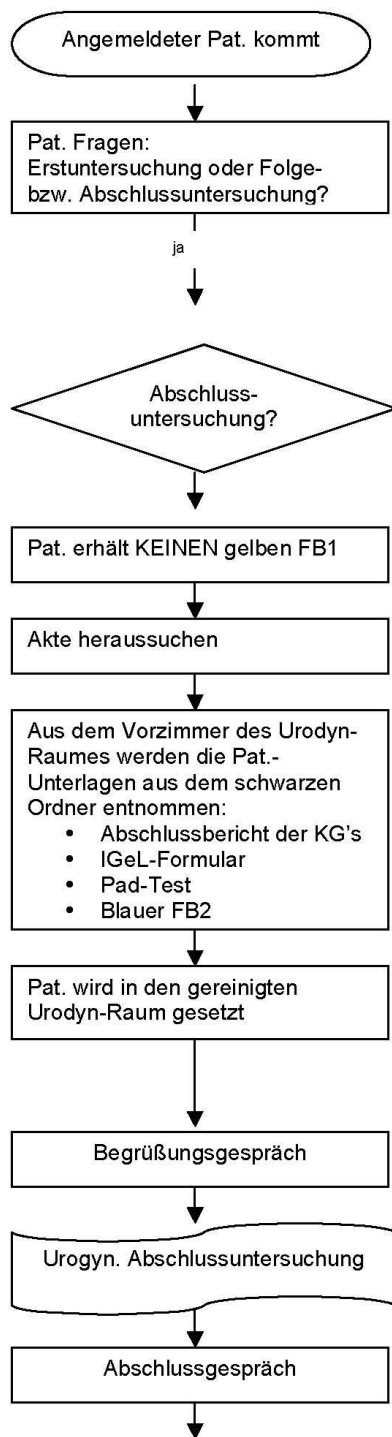 Angemeldeter Pat. kommt
Pat. Fragen:
Erstuntersuchung oder Folge-
bzw. Abschlussuntersuchung?
ja
Abschluss-
untersuchung?
Pat. erhält KEINEN gelben FB1
Akte heraussuchen
Aus dem Vorzimmer des Urodyn-
Raumes werden die Pat.-
Unterlagen aus dem schwarzen
Ordner entnommen:
• Abschlussbericht der KG's
• IGeL-Formular
• Pad-Test
• Blauer FB2
Pat. wird in den gereinigten
Urodyn-Raum gesetzt
Begrüßungsgespräch
Urogyn. Abschlussuntersuchung
Abschlussgespräch